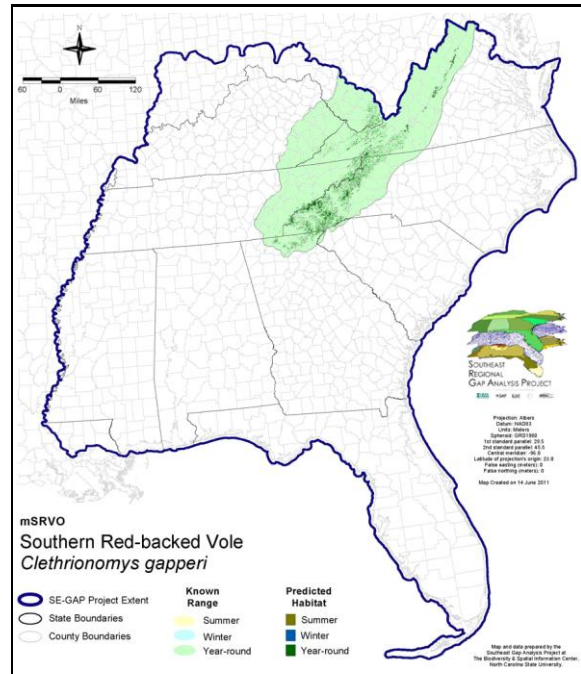 N
60 0 60 120
Miles
SOUTHEAST
REGIONAL
GAP ANALYSIS PROJECT
Projection: Albers
Datum: NAD83
Units: Meters
Spheroid: GRS1980
1st standard parallel: 29.5
2nd standard parallel: 45.5
Central meridian: -96.0
Latitude of projection's origin: 23.0
False easting (meters): 0
False northing (meters): 0
Map Created on 14 June 2011
mSRVO
Southern Red-backed Vole
Clethrionomys gapperi
SE-GAP Project Extent
State Boundaries
County Boundaries
Known
Range
Summer
Winter
Year-round
Predicted
Habitat
Summer
Winter
Year-round
Map and data prepared by the
Southeast Gap Analysis Project at
The Biodiversity & Spatial Information Center,
North Carolina State University.